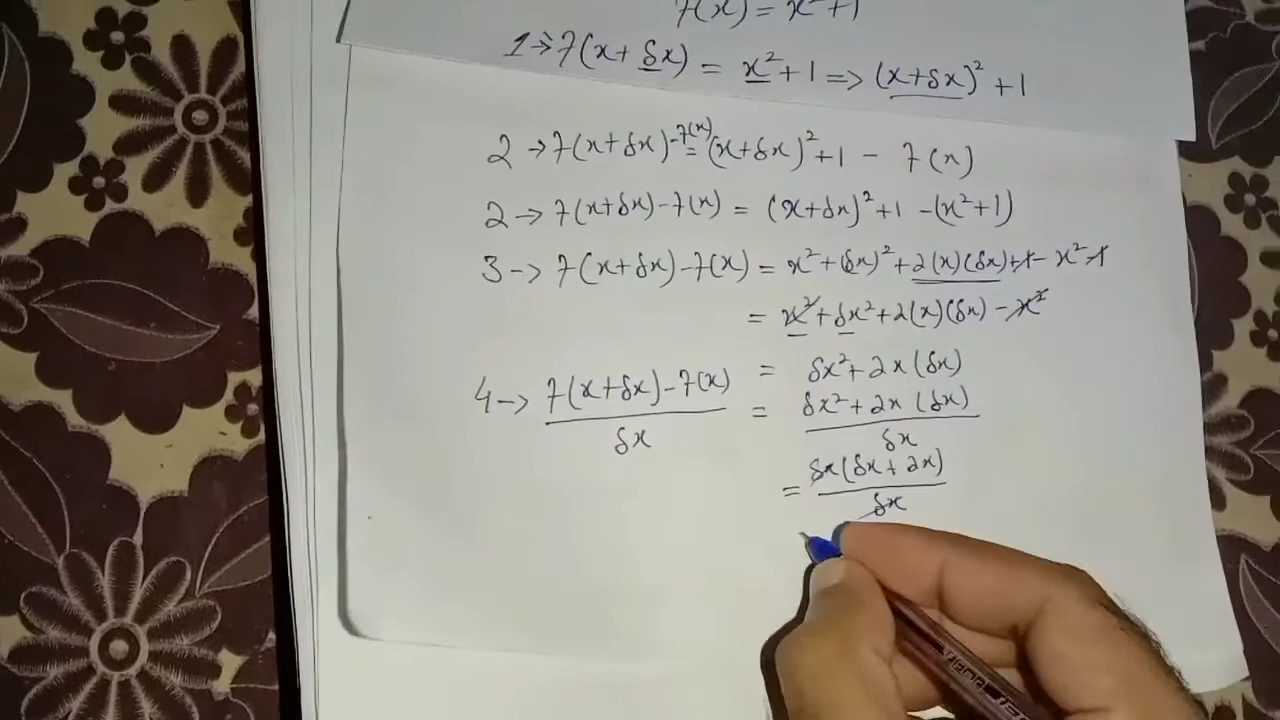 f(x) = x²+1
1→ f(x+δx) = x²+1 => (x+δx)²+1
2→ f(x+δx)-f(x) = (x+δx)²+1 - f(x)
2→ f(x+δx)-f(x) = (x+δx)²+1 -(x²+1)
3→ f(x+δx)-f(x) = x²+(δx)²+2(x)(δx)+1-x²-1
= x²+δx²+2(x)(δx)-x²
= δx²+2x(δx)
4→ f(x+δx)-f(x)/δx = δx²+2x(δx)/δx
= δx(δx+2x)/δx